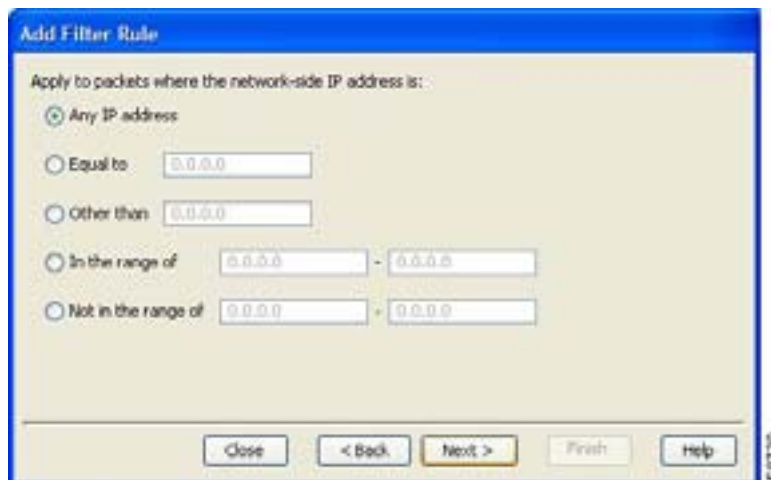 Add Filter Rule
Apply to packets where the network-side IP address is:
Any IP address
Equal to 0.0.0.0
Other than 0.0.0.0
In the range of 0.0.0.0 - 0.0.0.0
Not in the range of 0.0.0.0 - 0.0.0.0
Close < Back Next > Finish Help